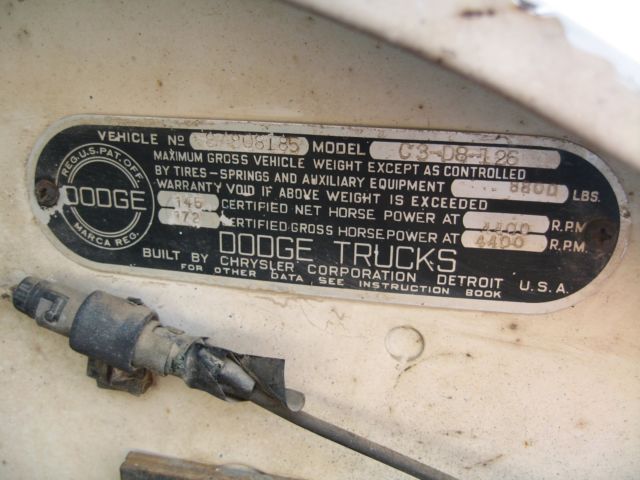 VEHICLE Nº 84908185 MODEL C3-D8-126
MAXIMUM GROSS VEHICLE WEIGHT EXCEPT AS CONTROLLED
BY TIRES-SPRINGS AND AUXILIARY EQUIPMENT 8800 LBS.
WARRANTY VOID IF ABOVE WEIGHT IS EXCEEDED
146 CERTIFIED NET HORSE POWER AT 4400 R.P.M.
172 CERTIFIED GROSS HORSE POWER AT 4400 R.P.M.
DODGE TRUCKS
BUILT BY CHRYSLER CORPORATION DETROIT U.S.A.
FOR OTHER DATA, SEE INSTRUCTION BOOK
REG. U.S. PAT. OFF.
DODGE
MARCA REG.